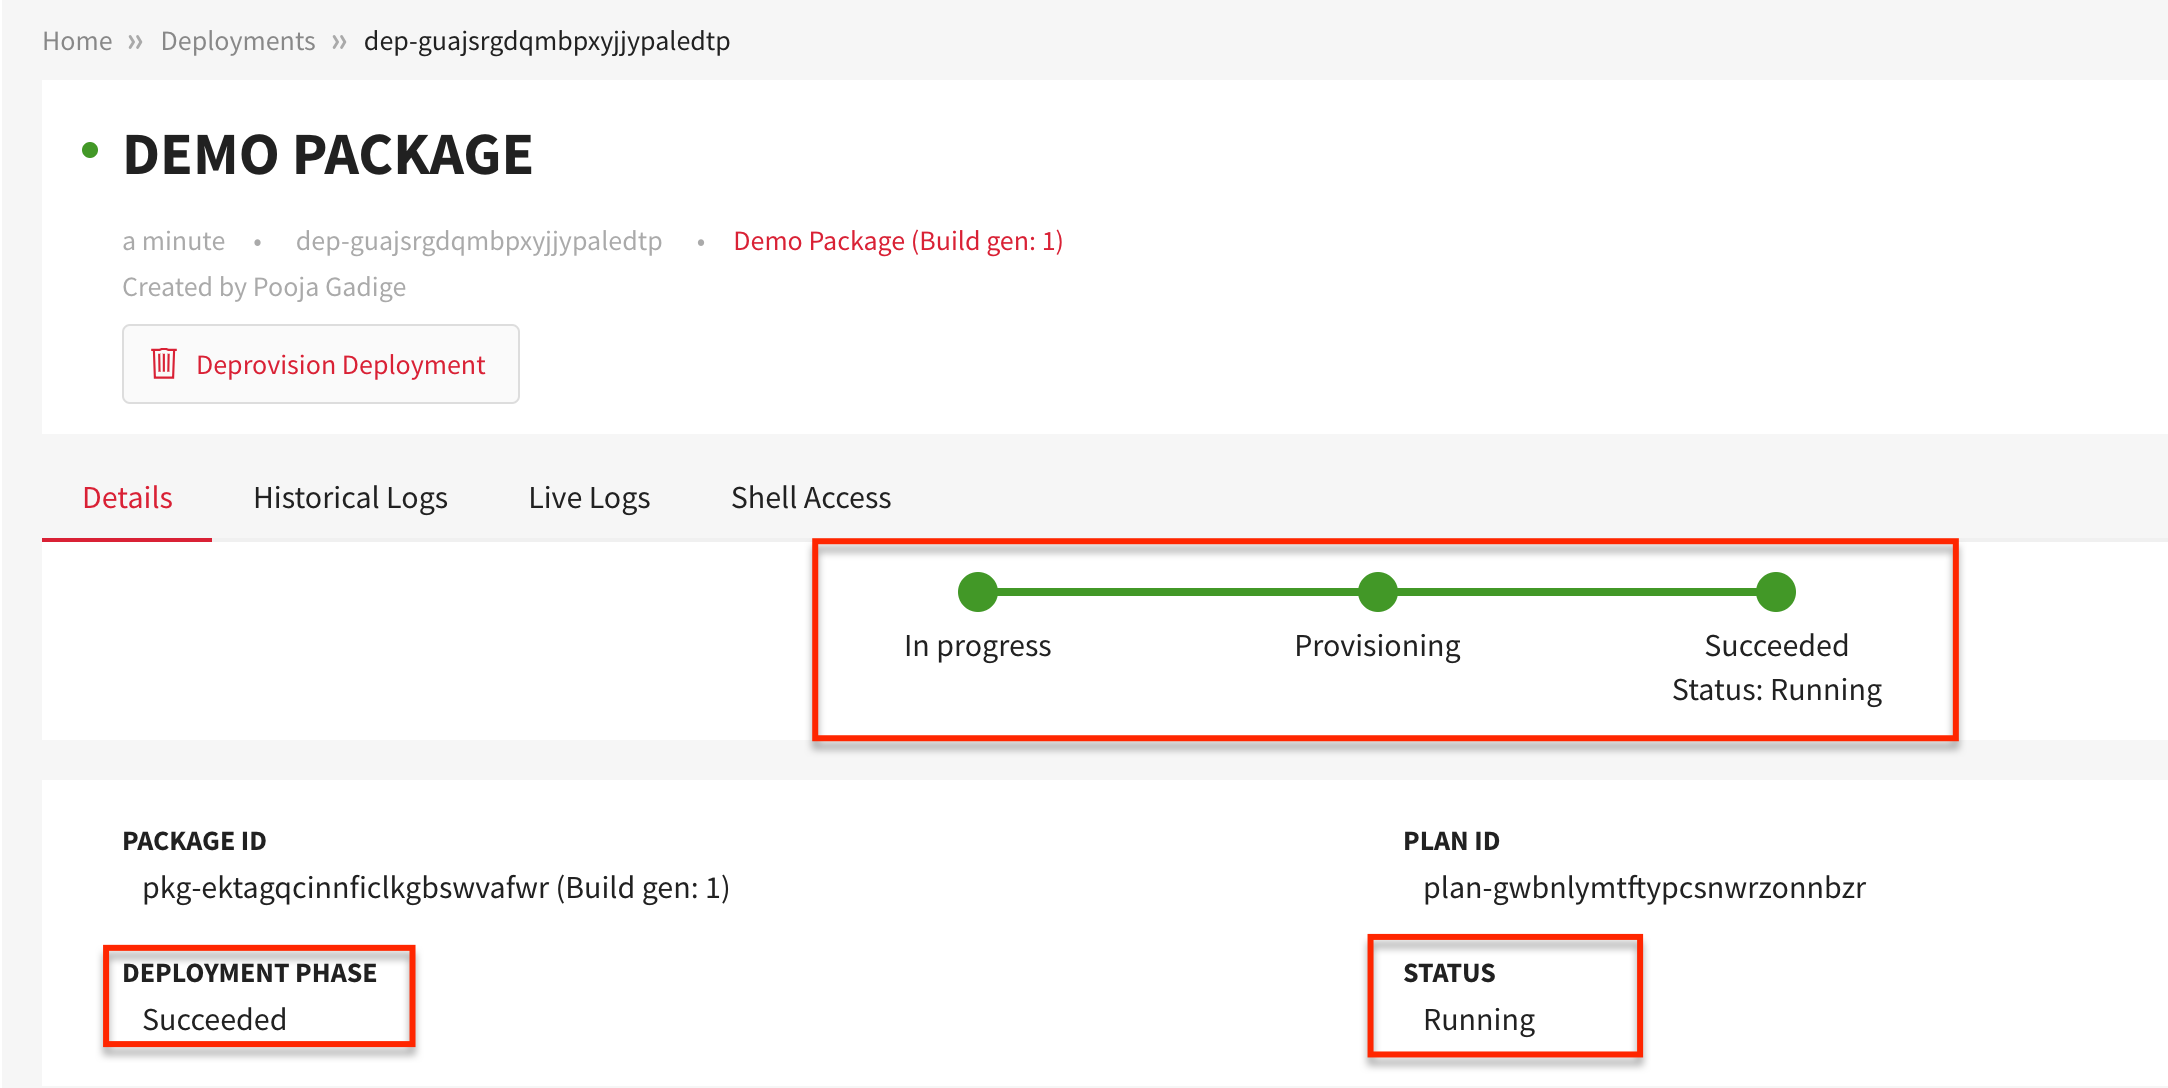 Home » Deployments » dep-guajsrgdqmbpxyjjypaledtp
DEMO PACKAGE
a minute • dep-guajsrgdqmbpxyjjypaledtp • Demo Package (Build gen: 1)
Created by Pooja Gadige
Deprovision Deployment
Details Historical Logs Live Logs Shell Access
In progress Provisioning Succeeded
Status: Running
PACKAGE ID PLAN ID
pkg-ektagqcinnficlkgbswvafwr (Build gen: 1) plan-gwbnlymtftypcsnwrzonnbzr
DEPLOYMENT PHASE STATUS
Succeeded Running